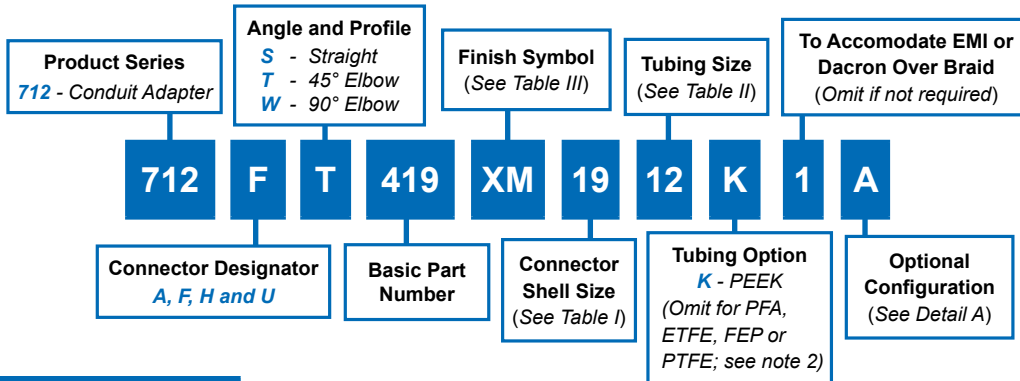 Product Series
712 - Conduit Adapter
Angle and Profile
S - Straight
T - 45° Elbow
W - 90° Elbow
Finish Symbol
(See Table III)
Tubing Size
(See Table II)
To Accomodate EMI or
Dacron Over Braid
(Omit if not required)
712 F T 419 XM 19 12 K 1 A
Connector Designator
A, F, H and U
Basic Part
Number
Connector
Shell Size
(See Table I)
Tubing Option
K - PEEK
(Omit for PFA,
ETFE, FEP or
PTFE; see note 2)
Optional
Configuration
(See Detail A)